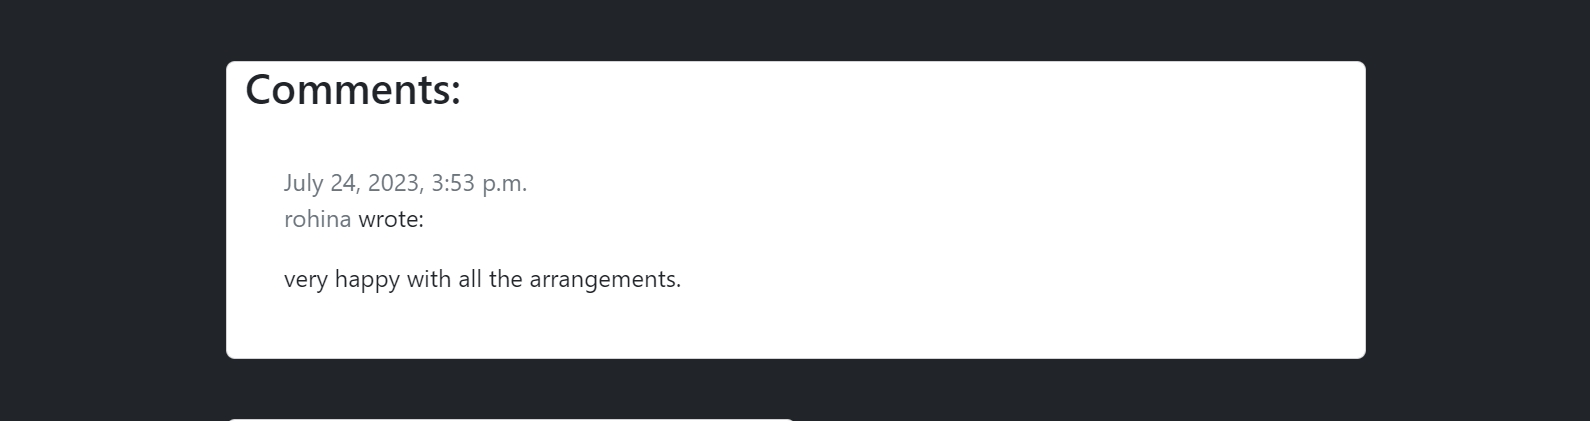 Comments:
July 24, 2023, 3:53 p.m.
rohina wrote:
very happy with all the arrangements.